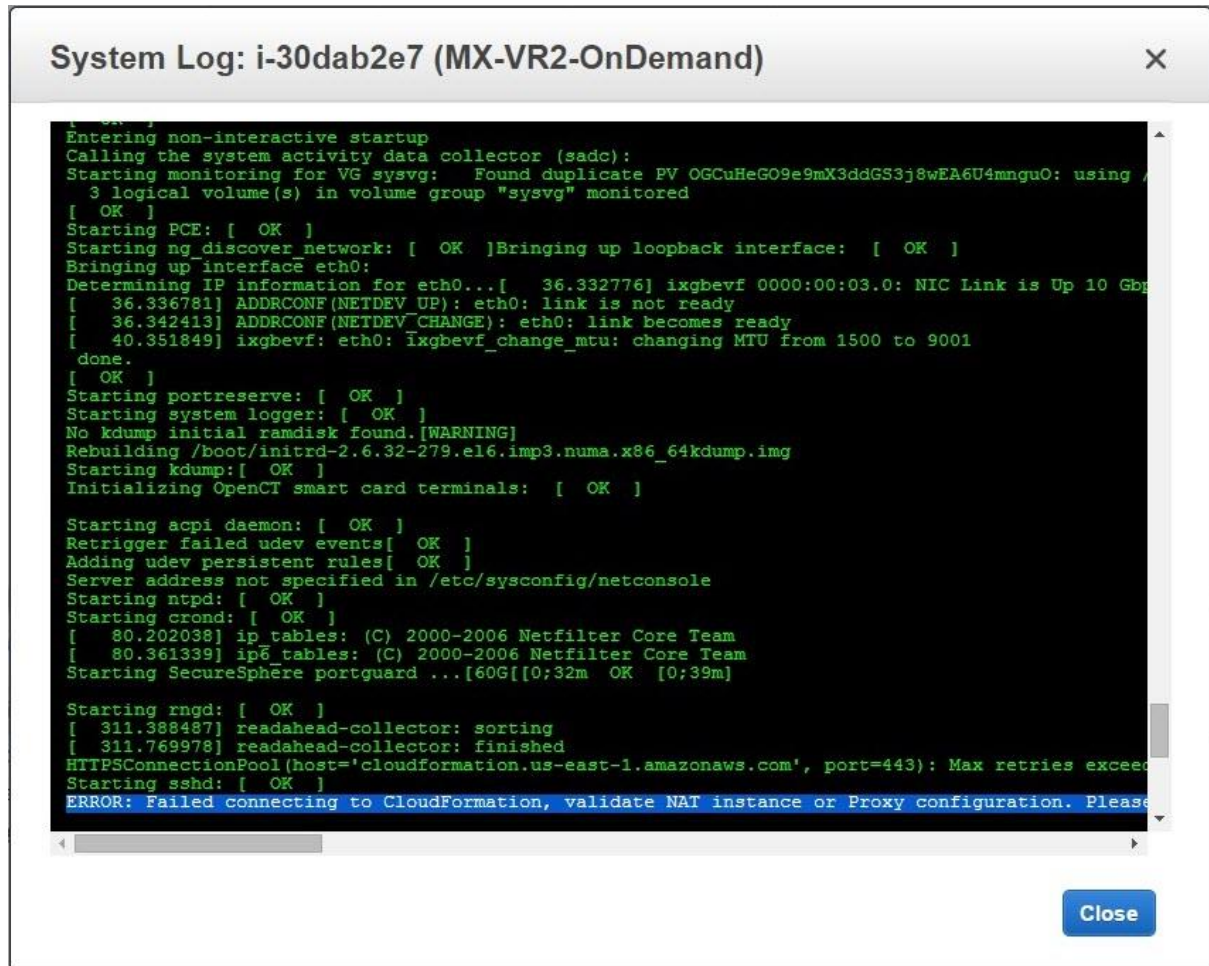 System Log: i-30dab2e7 (MX-VR2-OnDemand)
Entering non-interactive startup
Calling the system activity data collector (sadc):
Starting monitoring for VG sysvg:   Found duplicate PV OGCuHeGO9e9mX3ddGS3j8wEA6U4mnguO: using /
  3 logical volume(s) in volume group "sysvg" monitored
[  OK  ]
Starting PCE: [  OK  ]
Starting ng_discover_network: [  OK  ]Bringing up loopback interface:  [  OK  ]
Bringing up interface eth0:
Determining IP information for eth0...[   36.332776] ixgbevf 0000:00:03.0: NIC Link is Up 10 Gbp
[   36.336781] ADDRCONF(NETDEV_UP): eth0: link is not ready
[   36.342413] ADDRCONF(NETDEV_CHANGE): eth0: link becomes ready
[   40.351849] ixgbevf: eth0: ixgbevf_change_mtu: changing MTU from 1500 to 9001
 done.
[  OK  ]
Starting portreserve: [  OK  ]
Starting system logger: [  OK  ]
No kdump initial ramdisk found.[WARNING]
Rebuilding /boot/initrd-2.6.32-279.el6.imp3.numa.x86_64kdump.img
Starting kdump:[  OK  ]
Initializing OpenCT smart card terminals:  [  OK  ]
Starting acpi daemon: [  OK  ]
Retrigger failed udev events[  OK  ]
Adding udev persistent rules[  OK  ]
Server address not specified in /etc/sysconfig/netconsole
Starting ntpd: [  OK  ]
Starting crond: [  OK  ]
[   80.202038] ip_tables: (C) 2000-2006 Netfilter Core Team
[   80.361339] ip6_tables: (C) 2000-2006 Netfilter Core Team
Starting SecureSphere portguard ...[60G[[0;32m  OK  [0;39m]
Starting rngd: [  OK  ]
[  311.388487] readahead-collector: sorting
[  311.769978] readahead-collector: finished
HTTPSConnectionPool(host='cloudformation.us-east-1.amazonaws.com', port=443): Max retries exceed
Starting sshd: [  OK  ]
ERROR: Failed connecting to CloudFormation, validate NAT instance or Proxy configuration. Please
Close